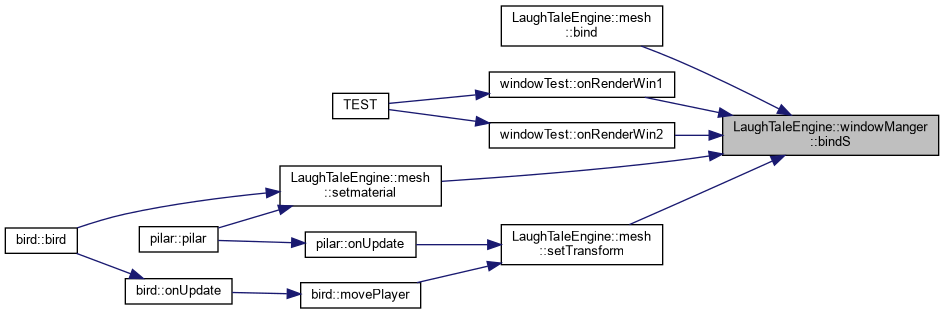 LaughTaleEngine::mesh
::bind
windowTest::onRenderWin1
TEST
LaughTaleEngine::windowManger
::bindS
windowTest::onRenderWin2
LaughTaleEngine::mesh
::setmaterial
bird::bird
pilar::pilar
pilar::onUpdate
LaughTaleEngine::mesh
::setTransform
bird::onUpdate
bird::movePlayer